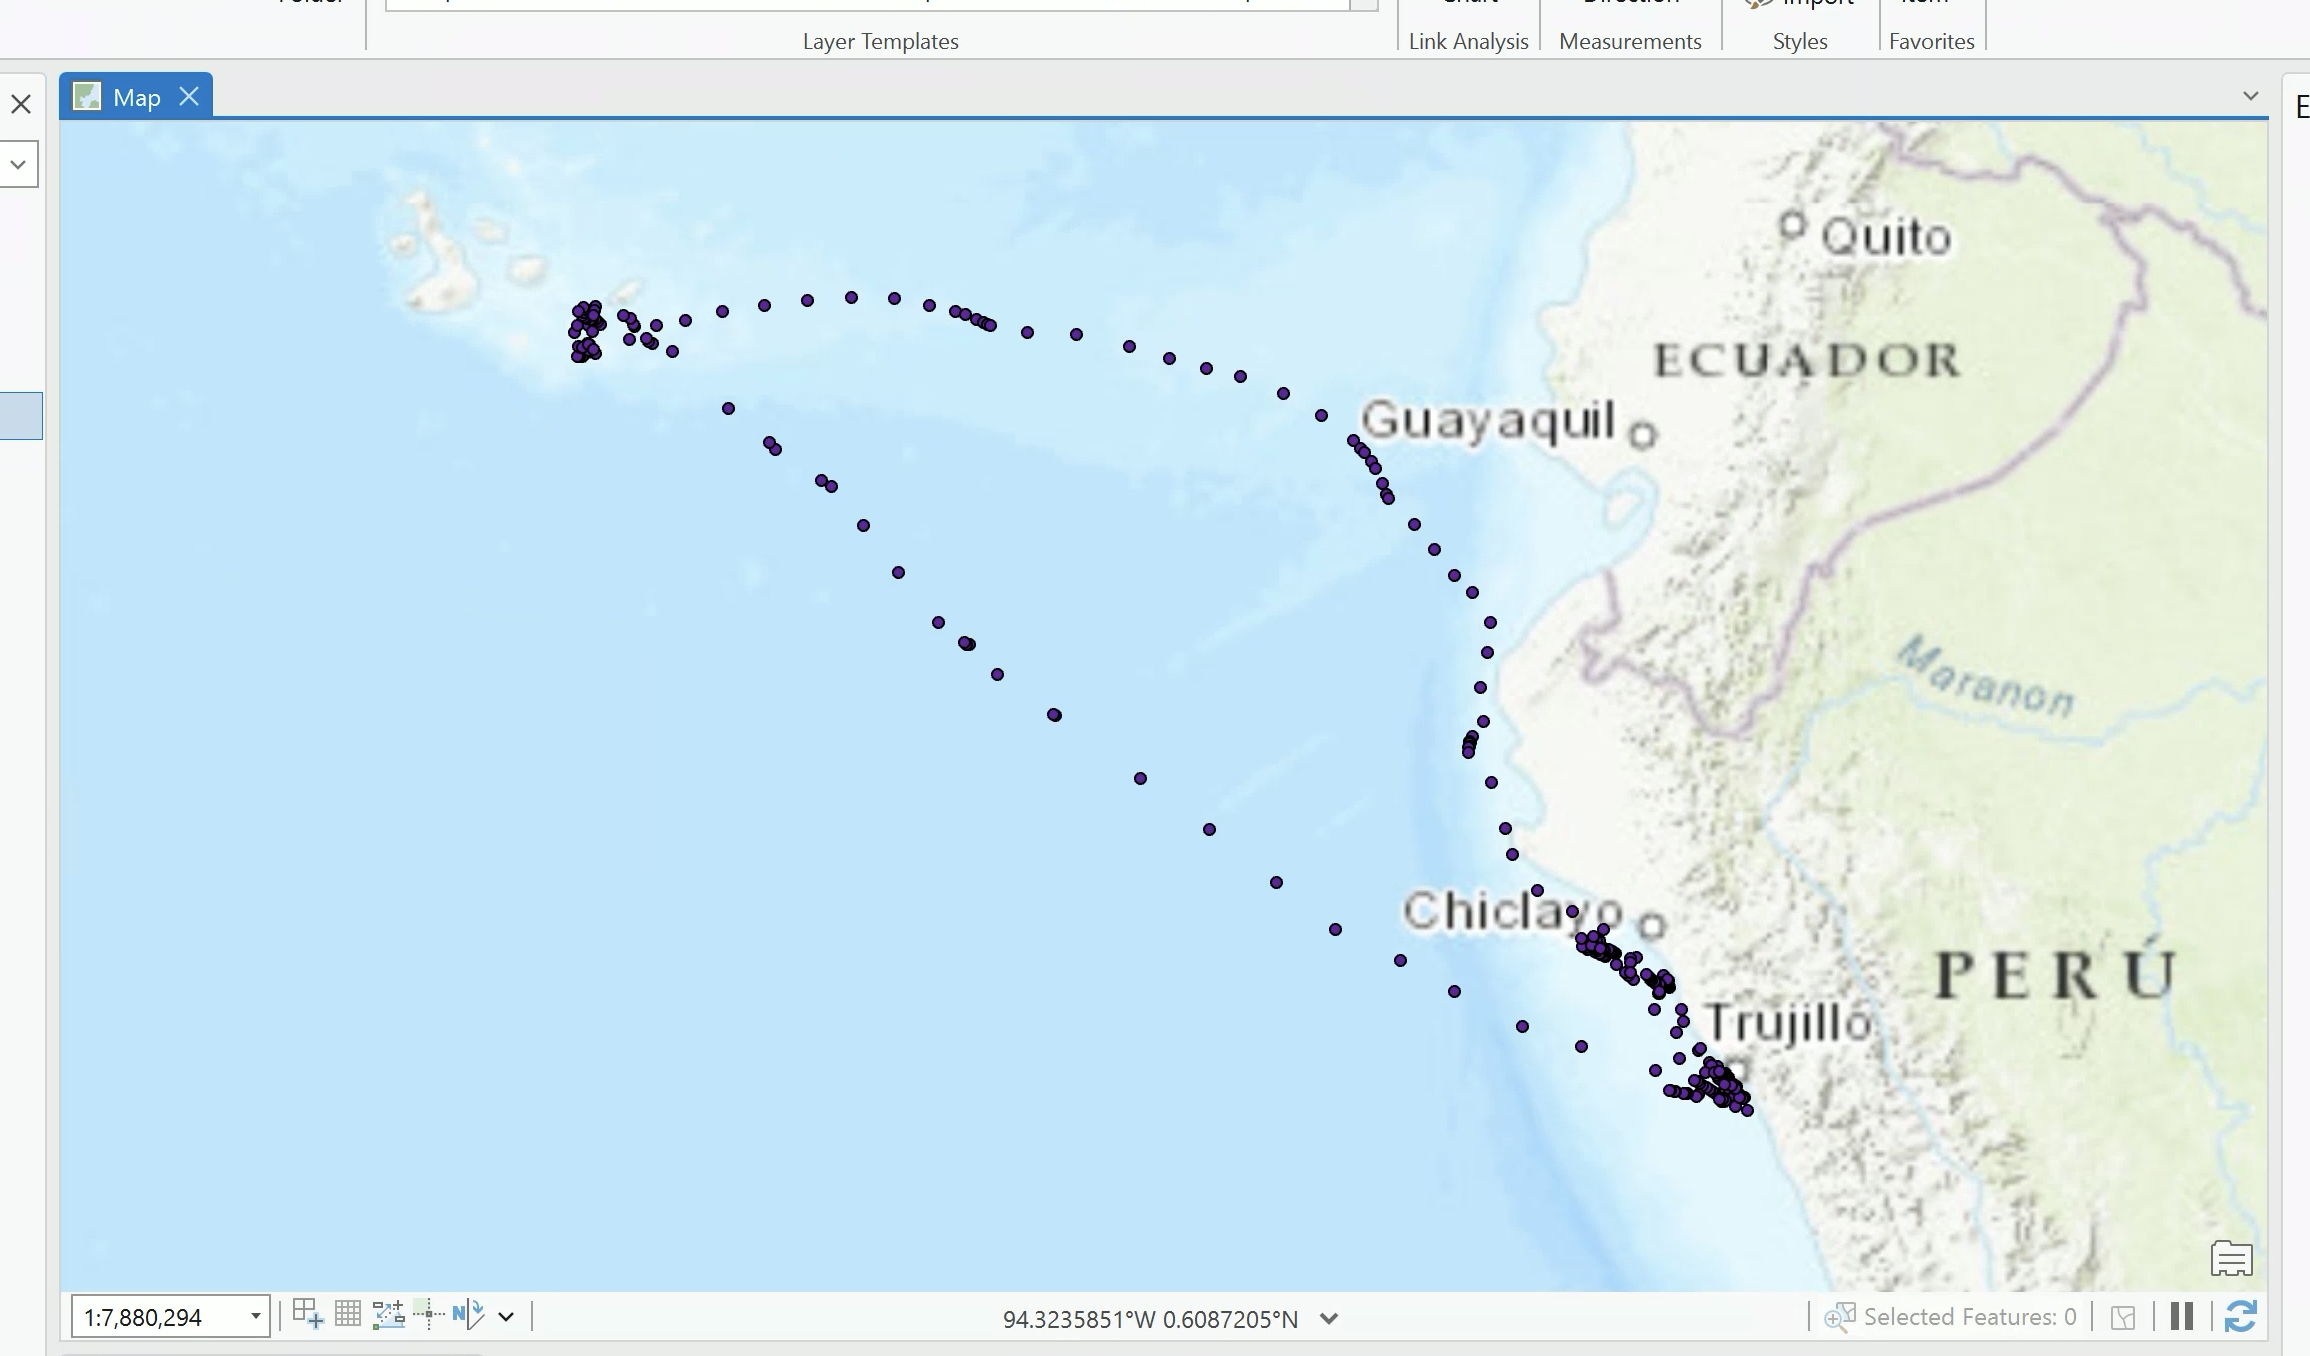 Layer Templates
Link Analysis
Measurements
Styles
Favorites
Map
E
Quito
ECUADOR
Guayaquil
Maranon
Chiclayo
PERÚ
Trujillo
1:7,880,294
N
94.3235851°W 0.6087205°N
Selected Features: 0